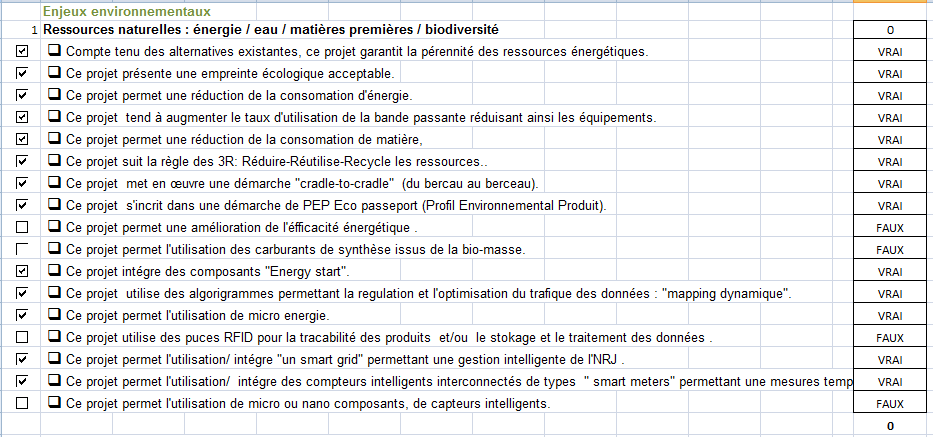 Enjeux environnementaux
1 Ressources naturelles : énergie / eau / matières premières / biodiversité 0
Compte tenu des alternatives existantes, ce projet garantit la pérennité des ressources énergétiques. VRAI
Ce projet présente une empreinte écologique acceptable. VRAI
Ce projet permet une réduction de la consomation d'énergie. VRAI
Ce projet tend à augmenter le taux d'utilisation de la bande passante réduisant ainsi les équipements. VRAI
Ce projet permet une réduction de la consomation de matière, VRAI
Ce projet suit la règle des 3R: Réduire-Réutilise-Recycle les ressources.. VRAI
Ce projet met en œuvre une démarche "cradle-to-cradle" (du bercau au berceau). VRAI
Ce projet s'incrit dans une démarche de PEP Eco passeport (Profil Environnemental Produit). VRAI
Ce projet permet une amélioration de l'éfficacité énergétique . FAUX
Ce projet permet l'utilisation des carburants de synthèse issus de la bio-masse. FAUX
Ce projet intégre des composants "Energy start". VRAI
Ce projet utilise des algorigrammes permettant la regulation et l'optimisation du trafique des données : "mapping dynamique". VRAI
Ce projet permet l'utilisation de micro energie. VRAI
Ce projet utilise des puces RFID pour la tracabilité des produits et/ou le stokage et le traitement des données . FAUX
Ce projet permet l'utilisation/ intégre "un smart grid" permettant une gestion intelligente de l'NRJ . VRAI
Ce projet permet l'utilisation/ intégre des compteurs intelligents interconnectés de types " smart meters" permettant une mesures temp VRAI
Ce projet permet l'utilisation de micro ou nano composants, de capteurs intelligents. FAUX
0